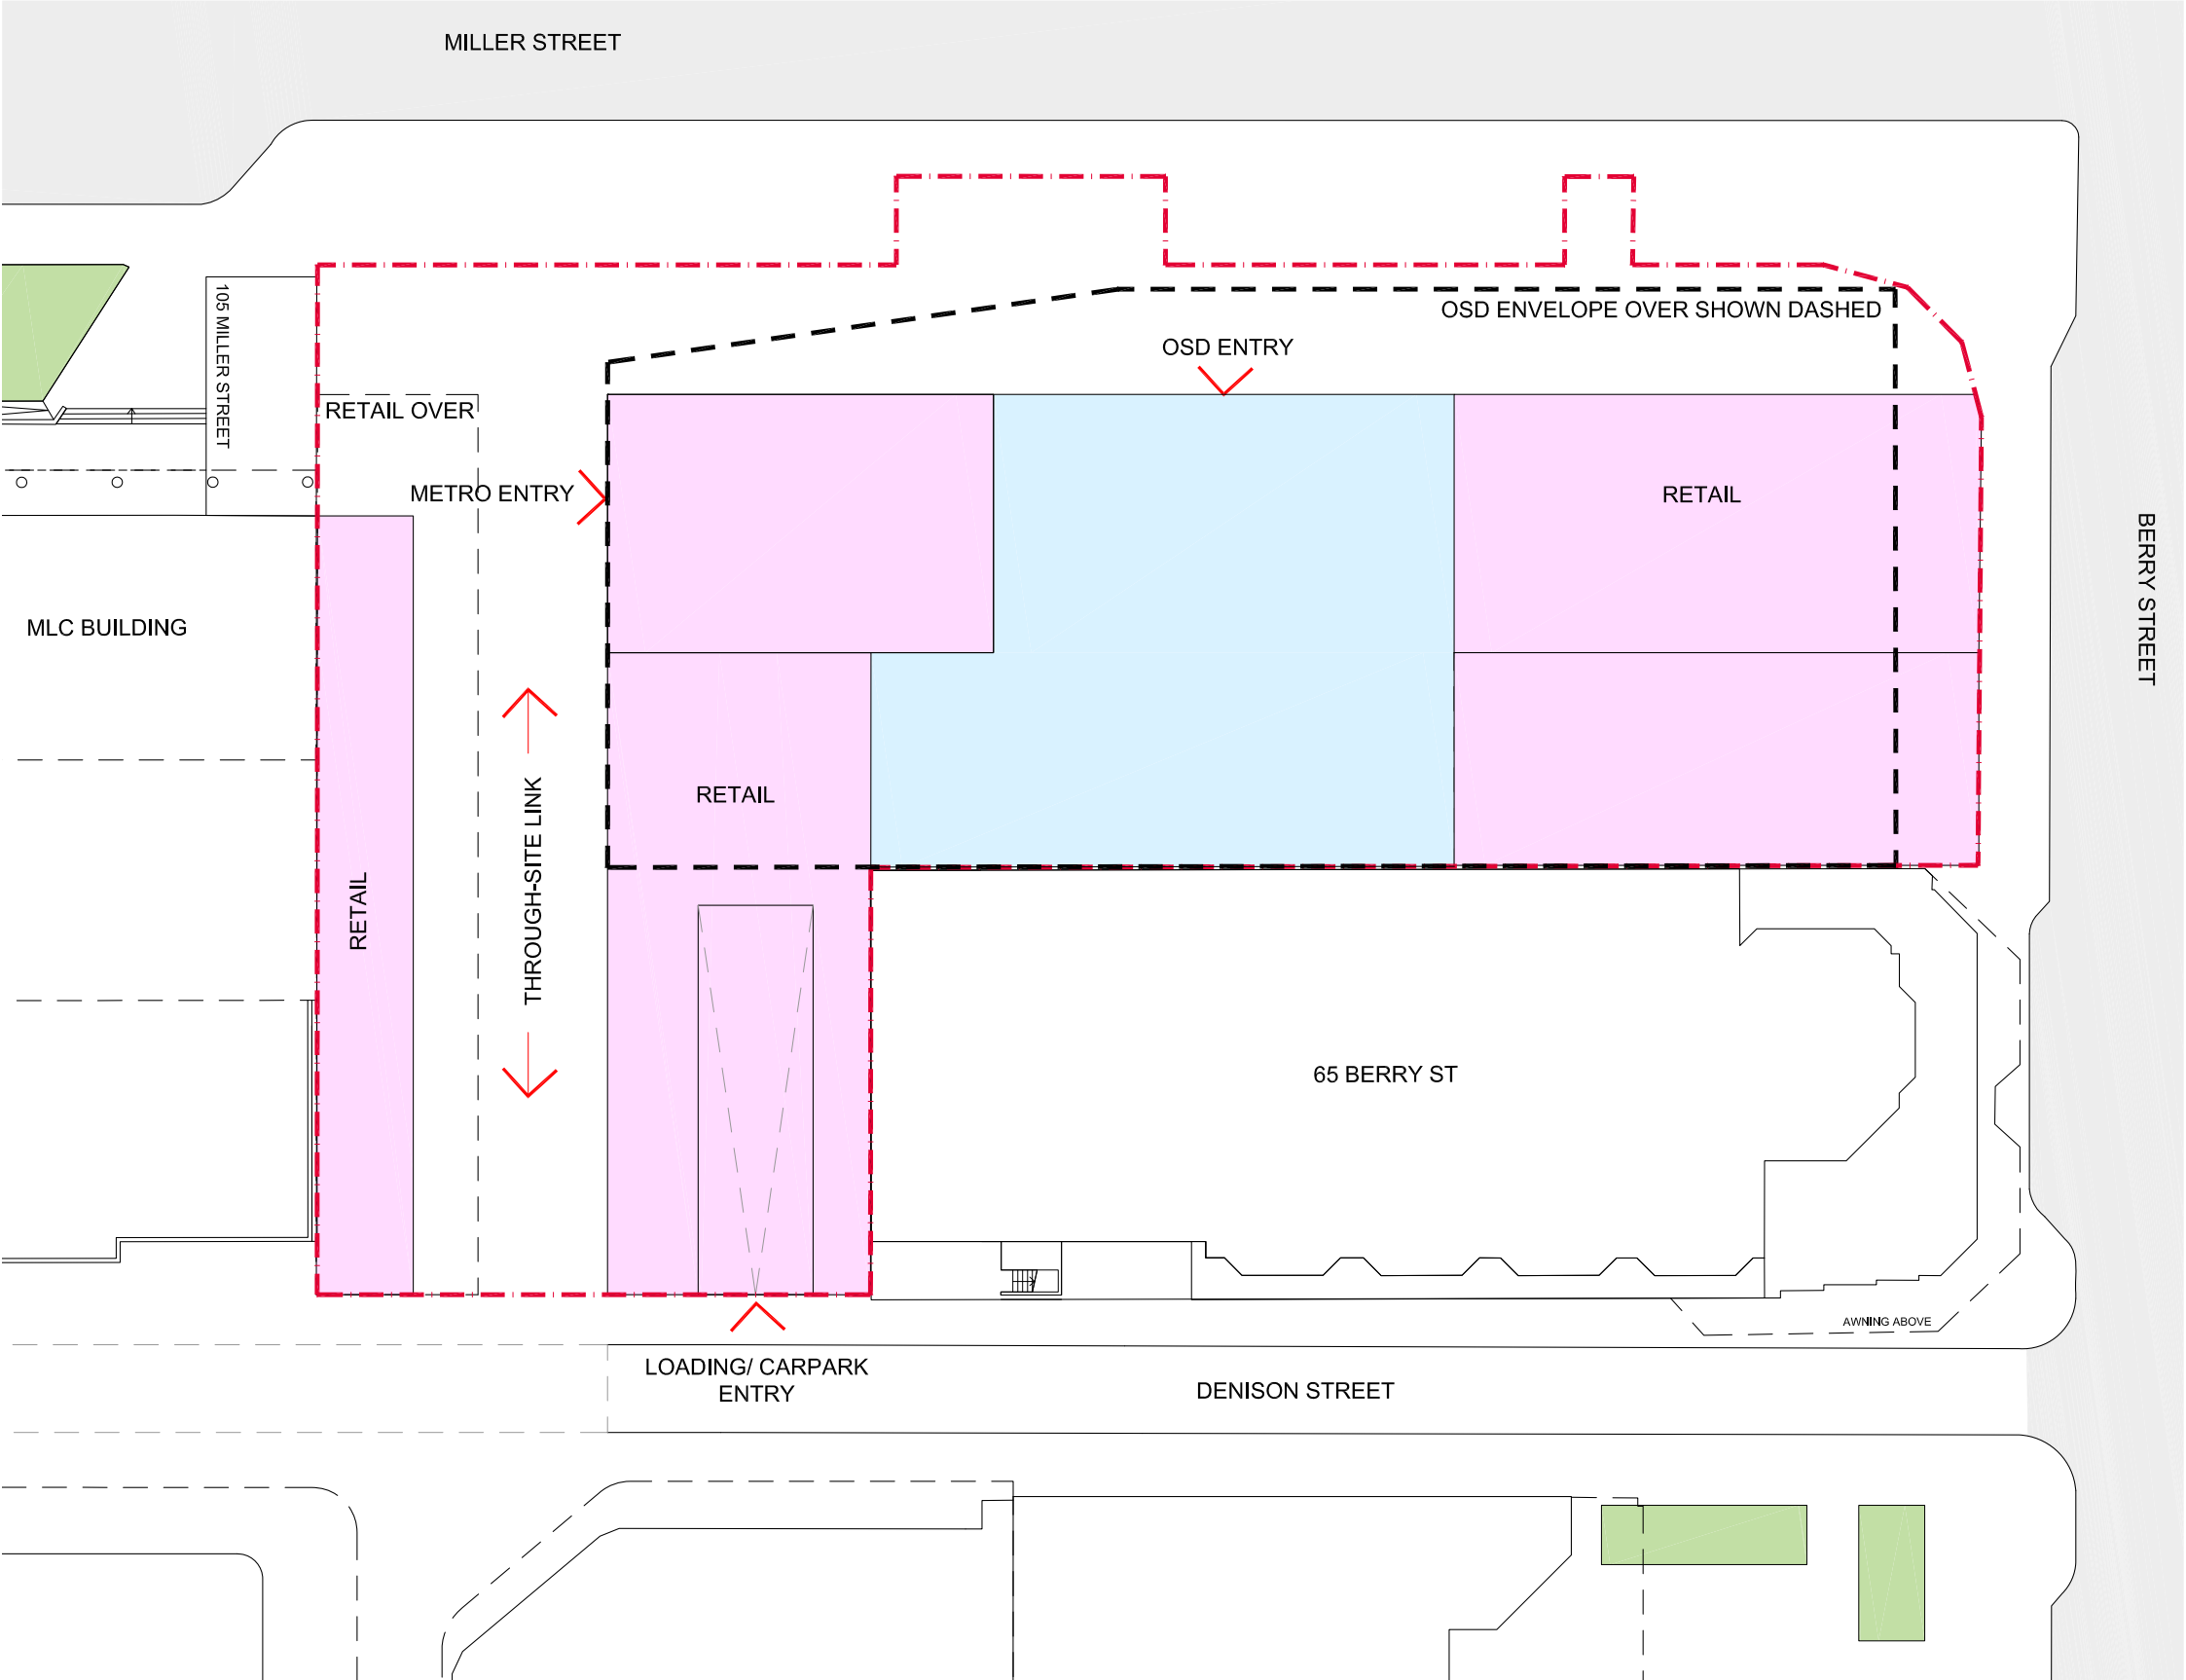 MILLER STREET
105 MILLER STREET
OSD ENVELOPE OVER SHOWN DASHED
OSD ENTRY
RETAIL OVER
METRO ENTRY
RETAIL
BERRY STREET
MLC BUILDING
RETAIL
THROUGH-SITE LINK
RETAIL
65 BERRY ST
AWNING ABOVE
LOADING/ CARPARK
ENTRY
DENISON STREET